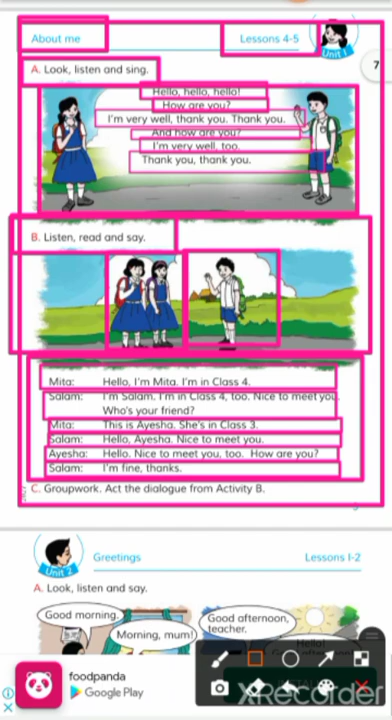 About me
Lessons 4-5
Unit 1
7
A. Look, listen and sing.
Hello, hello, hello!
How are you?
I'm very well, thank you. Thank you.
And how are you?
I'm very well, too.
Thank you, thank you.
B. Listen, read and say.
Mita: Hello, I'm Mita. I'm in Class 4.
Salam: I'm Salam. I'm in Class 4, too. Nice to meet you.
Who's your friend?
Mita: This is Ayesha. She's in Class 3.
Salam: Hello, Ayesha. Nice to meet you.
Ayesha: Hello. Nice to meet you, too. How are you?
Salam: I'm fine, thanks.
C. Groupwork. Act the dialogue from Activity B.
Unit 2
Greetings
Lessons 1-2
A. Look, listen and say.
Good morning.
Morning, mum!
Good afternoon,
teacher.
Hello!
foodpanda
Google Play
XRecorder